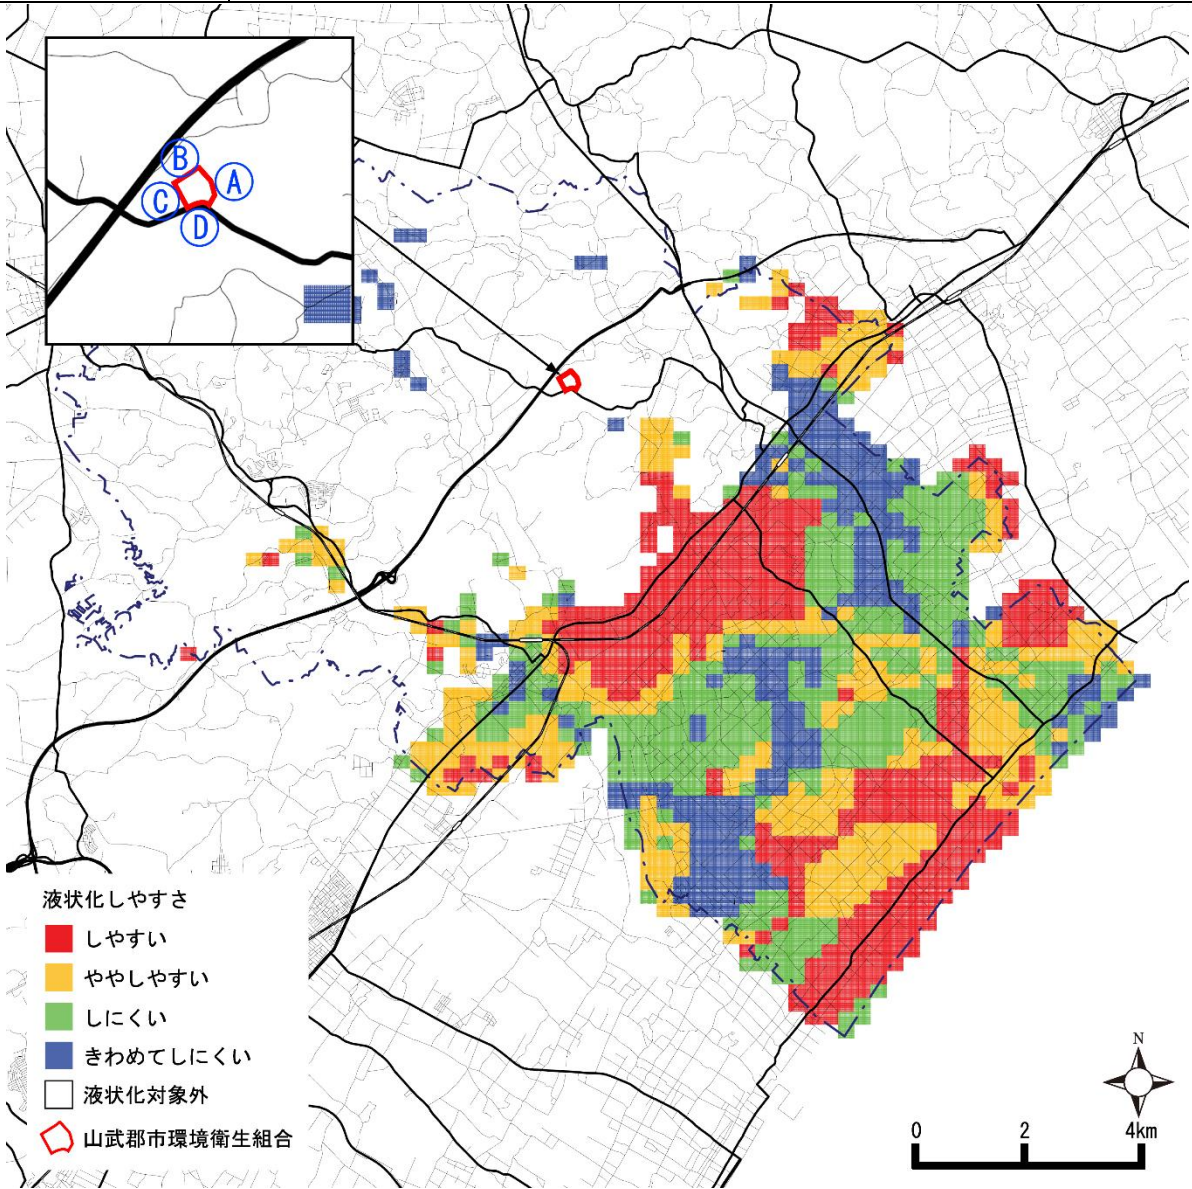 B
A
C
D
液状化しやすさ
しやすい
ややしやすい
しにくい
きわめてしにくい
液状化対象外
山武郡市環境衛生組合
N
0 2 4km